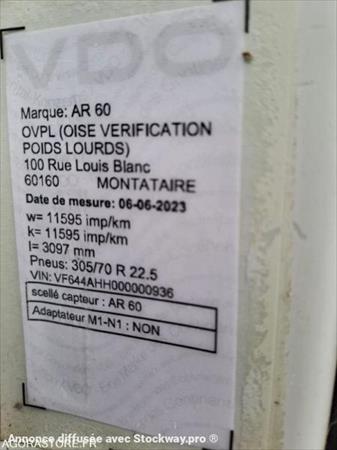 VDO
Marque: AR 60
OVPL (OISE VERIFICATION
POIDS LOURDS)
100 Rue Louis Blanc
60160 MONTATAIRE
Date de mesure: 06-06-2023
w= 11595 imp/km
k= 11595 imp/km
l= 3097 mm
Pneus: 305/70 R 22.5
VIN: VF644AHH000000936
scellé capteur : AR 60
Adaptateur M1-N1 : NON
Annonce diffusée avec Stockway.pro ®
AGORASTORE.FR